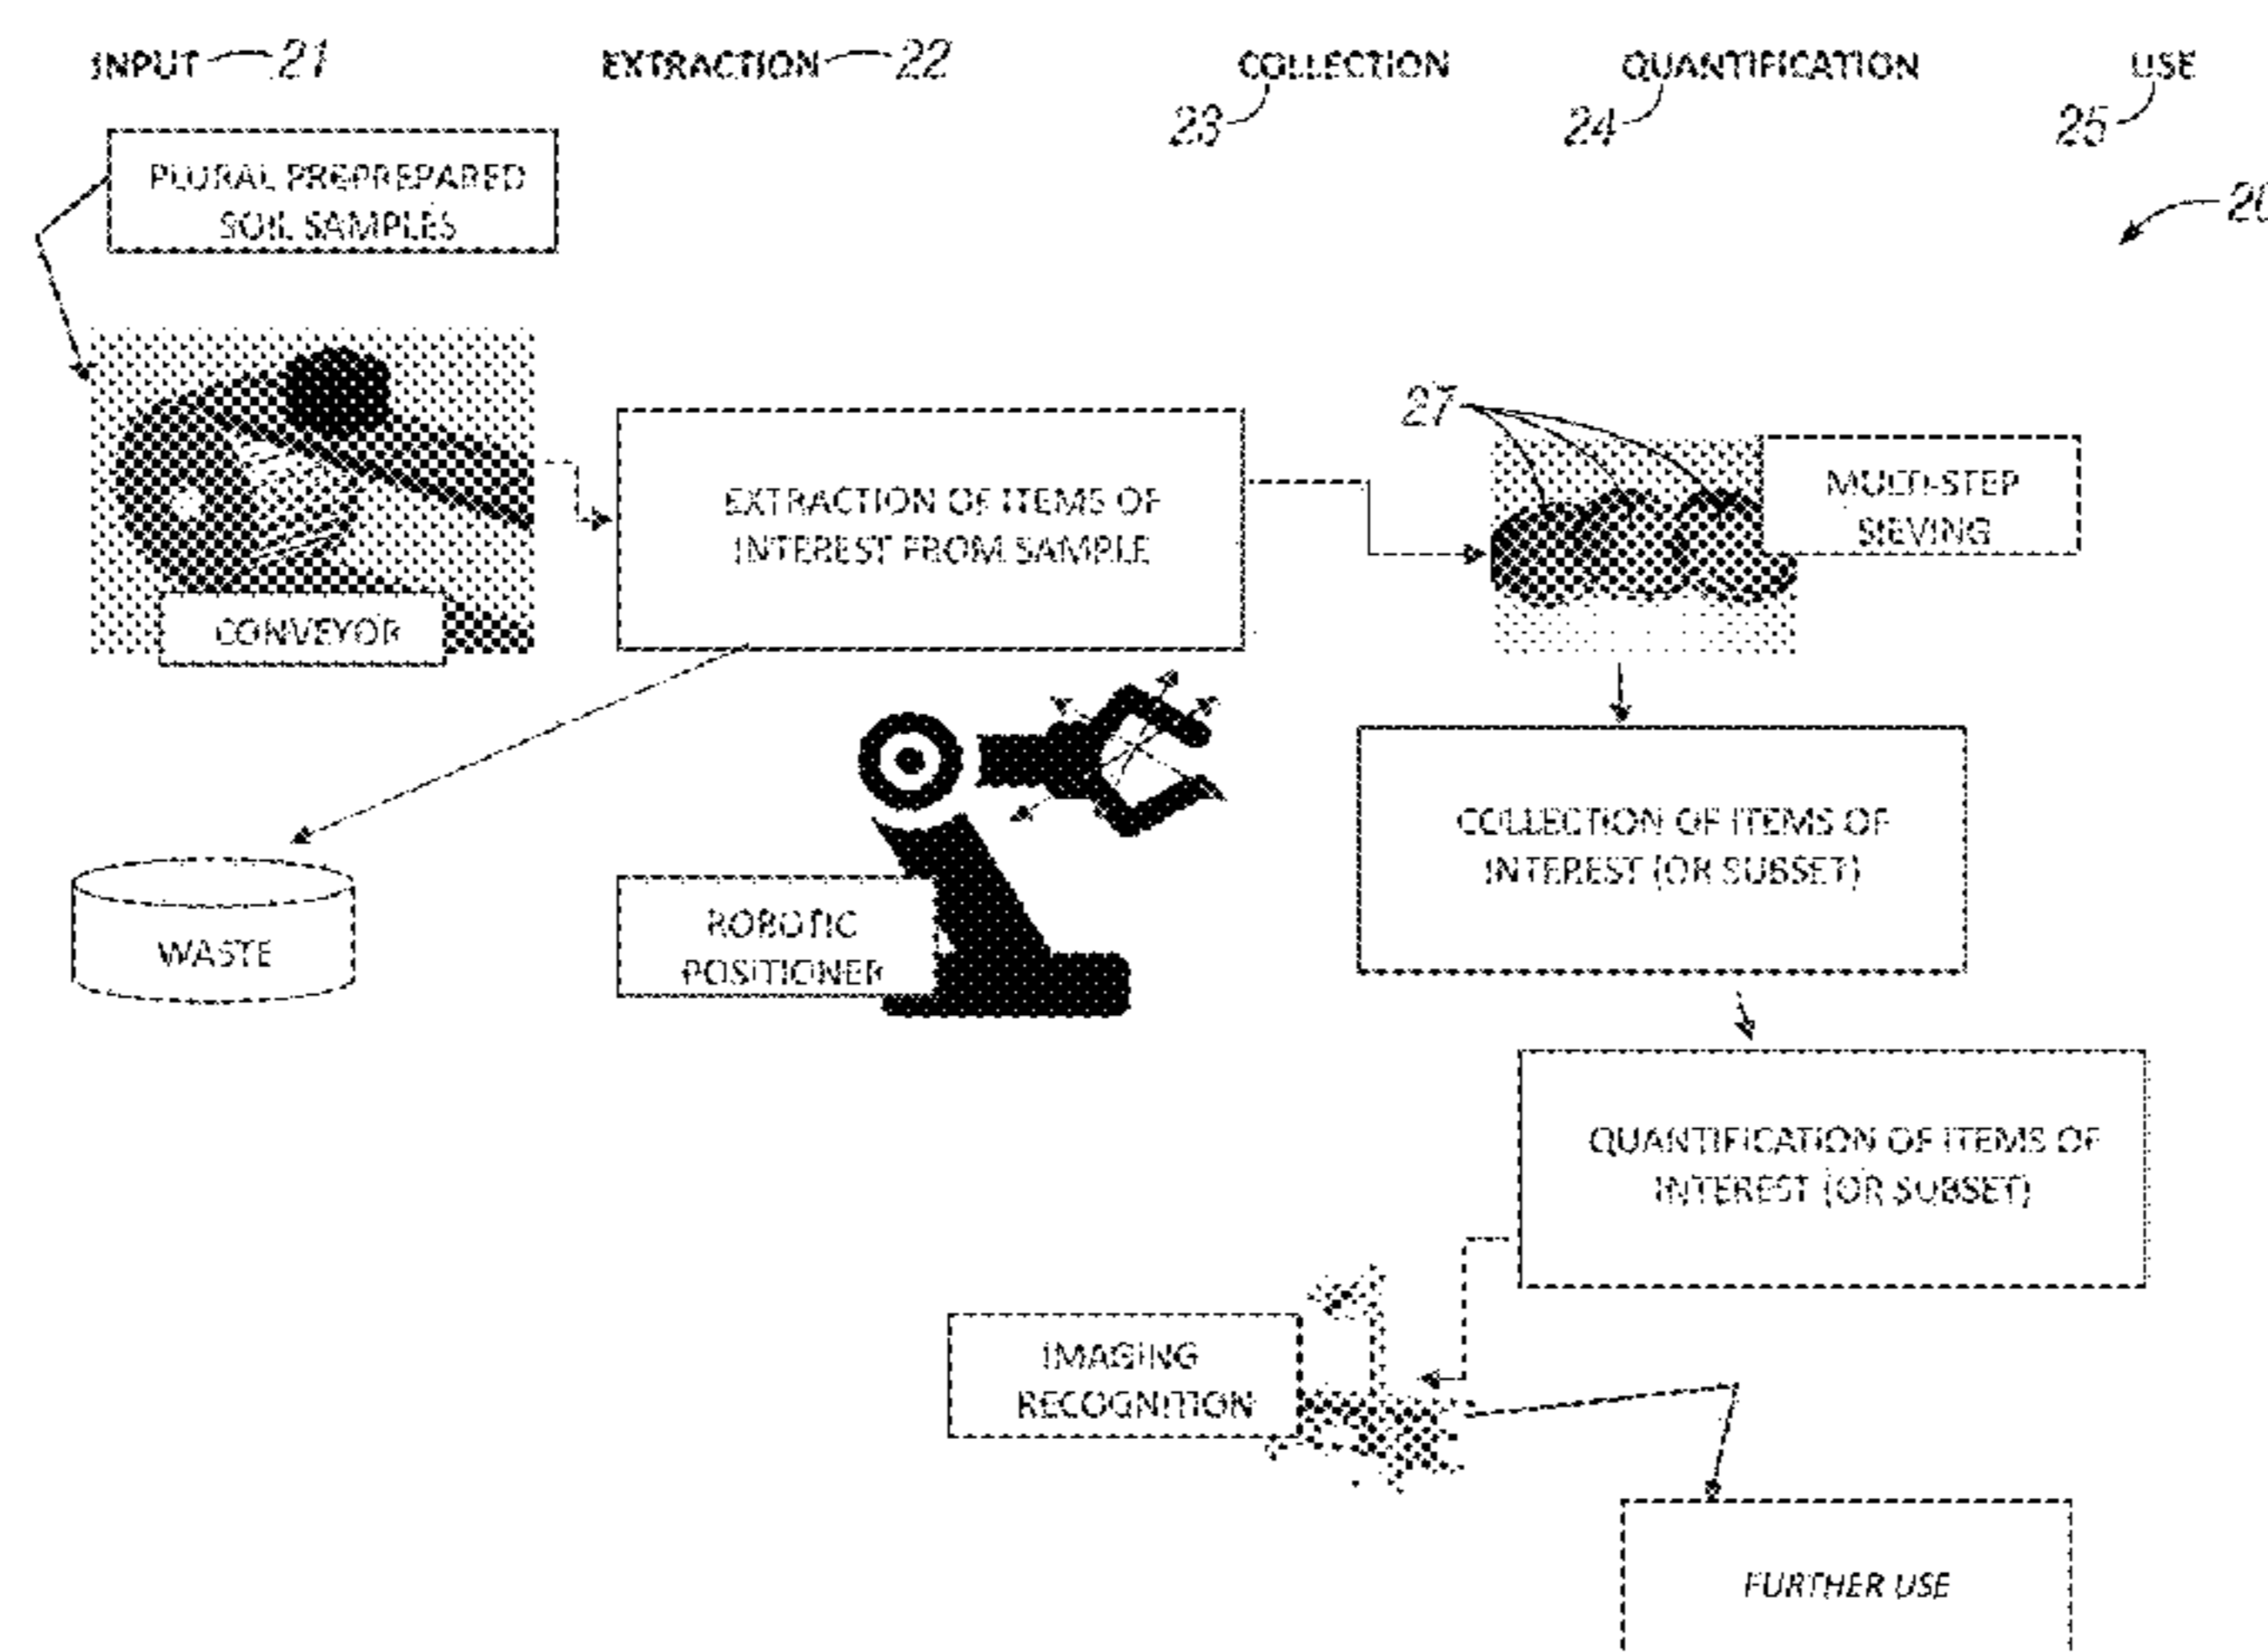 INPUT 21 EXTRACTION 22 COLLECTION QUANTIFICATION USE
23 24 25
PLURAL PREPREPARED
SOIL SAMPLES
20
27
CONVEYOR
EXTRACTION OF ITEMS OF
INTEREST FROM SAMPLE
MULTI-STEP
SIEVING
WASTE
ROBOTIC
POSITIONER
COLLECTION OF ITEMS OF
INTEREST (OR SUBSET)
QUANTIFICATION OF ITEMS OF
INTEREST (OR SUBSET)
IMAGING
RECOGNITION
FURTHER USE